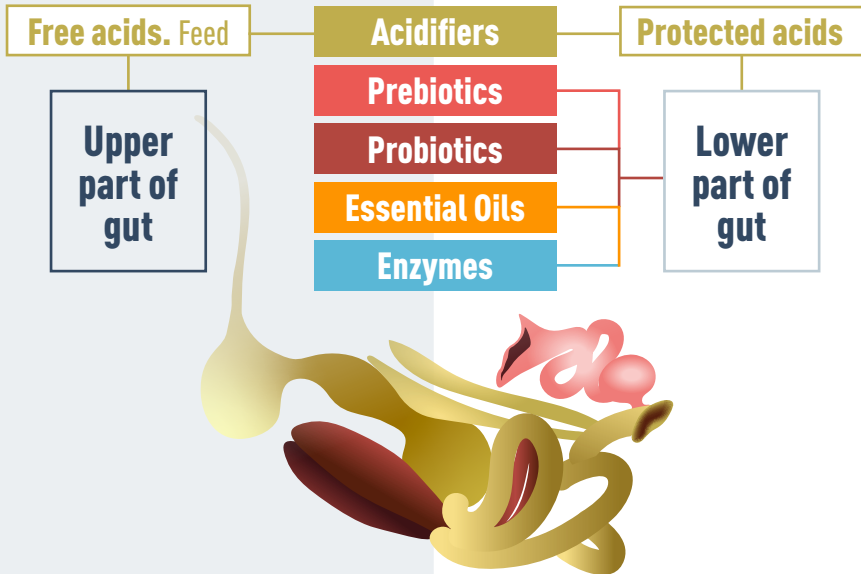 Free acids. Feed
Acidifiers
Protected acids
Prebiotics
Probiotics
Essential Oils
Enzymes
Upper
part of
gut
Lower
part of
gut